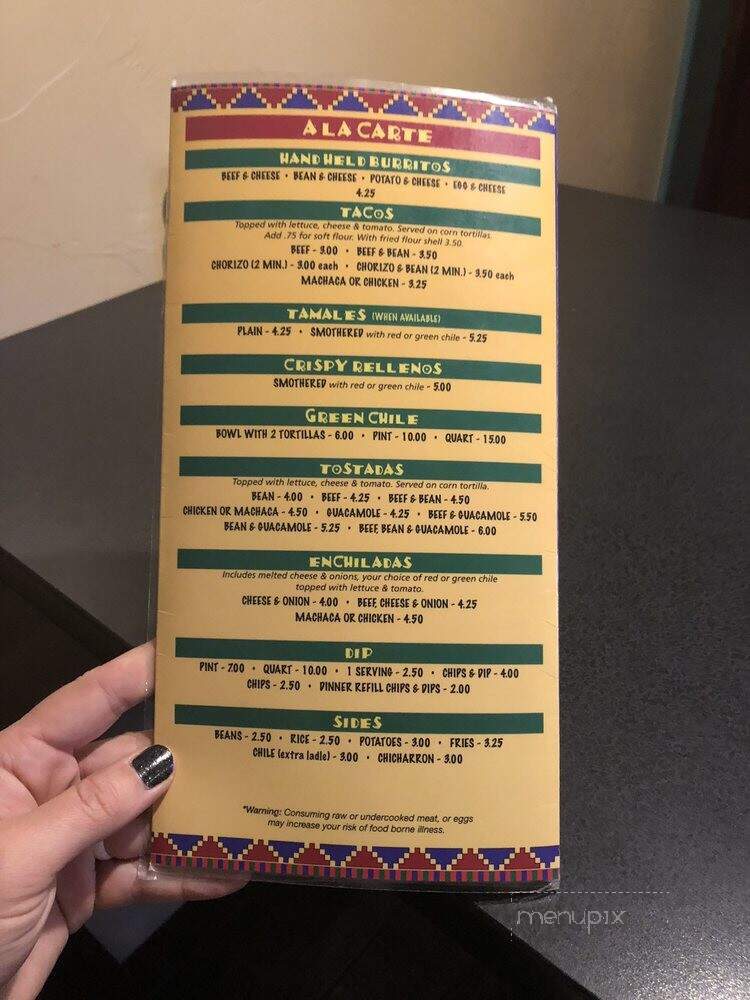 A LA CARTE
HAND HELD BURRITOS
BEEF & CHEESE • BEAN & CHEESE • POTATO & CHEESE • EGG & CHEESE
4.25
TACOS
Topped with lettuce, cheese & tomato. Served on corn tortillas.
Add .75 for soft flour. With fried flour shell 3.50.
BEEF - 3.00 • BEEF & BEAN - 3.50
CHORIZO (2 MIN.) - 3.00 each • CHORIZO & BEAN (2 MIN.) - 3.50 each
MACHACA OR CHICKEN - 3.25
TAMALES (WHEN AVAILABLE)
PLAIN - 4.25 • SMOTHERED with red or green chile - 5.25
CRISPY RELLENOS
SMOTHERED with red or green chile - 5.00
GREEN CHILE
BOWL WITH 2 TORTILLAS - 6.00 • PINT - 10.00 • QUART - 15.00
TOSTADAS
Topped with lettuce, cheese & tomato. Served on corn tortilla.
BEAN - 4.00 • BEEF - 4.25 • BEEF & BEAN - 4.50
CHICKEN OR MACHACA - 4.50 • GUACAMOLE - 4.25 • BEEF & GUACAMOLE - 5.50
BEAN & GUACAMOLE - 5.25 • BEEF, BEAN & GUACAMOLE - 6.00
ENCHILADAS
Includes melted cheese & onions, your choice of red or green chile
topped with lettuce & tomato.
CHEESE & ONION - 4.00 • BEEF, CHEESE & ONION - 4.25
MACHACA OR CHICKEN - 4.50
DIP
PINT - 7.00 • QUART - 10.00 • 1 SERVING - 2.50 • CHIPS & DIP - 4.00
CHIPS - 2.50 • DINNER REFILL CHIPS & DIPS - 2.00
SIDES
BEANS - 2.50 • RICE - 2.50 • POTATOES - 3.00 • FRIES - 3.25
CHILE (extra ladle) - 3.00 • CHICHARRON - 3.00
*Warning: Consuming raw or undercooked meat, or eggs
may increase your risk of food borne illness.
menupix